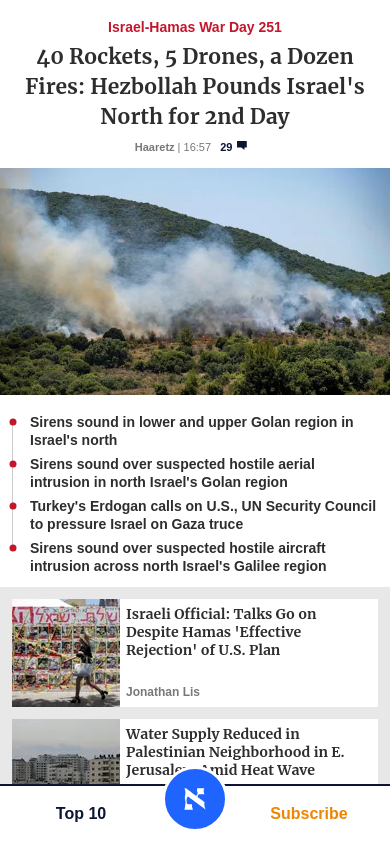 Israel-Hamas War Day 251
40 Rockets, 5 Drones, a Dozen
Fires: Hezbollah Pounds Israel's
North for 2nd Day
Haaretz | 16:57 29
Sirens sound in lower and upper Golan region in
Israel's north
Sirens sound over suspected hostile aerial
intrusion in north Israel's Golan region
Turkey's Erdogan calls on U.S., UN Security Council
to pressure Israel on Gaza truce
Sirens sound over suspected hostile aircraft
intrusion across north Israel's Galilee region
Israeli Official: Talks Go on
Despite Hamas 'Effective
Rejection' of U.S. Plan
Jonathan Lis
Water Supply Reduced in
Palestinian Neighborhood in E.
Amid Heat Wave
Top 10
Subscribe